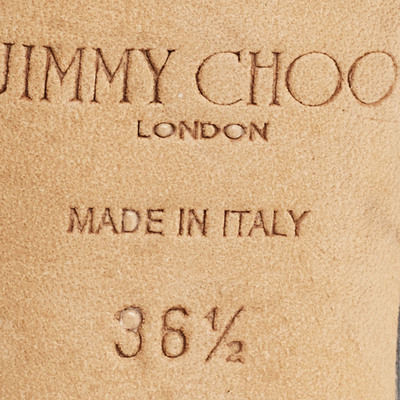 JIMMY CHOO
LONDON
MADE IN ITALY
36½